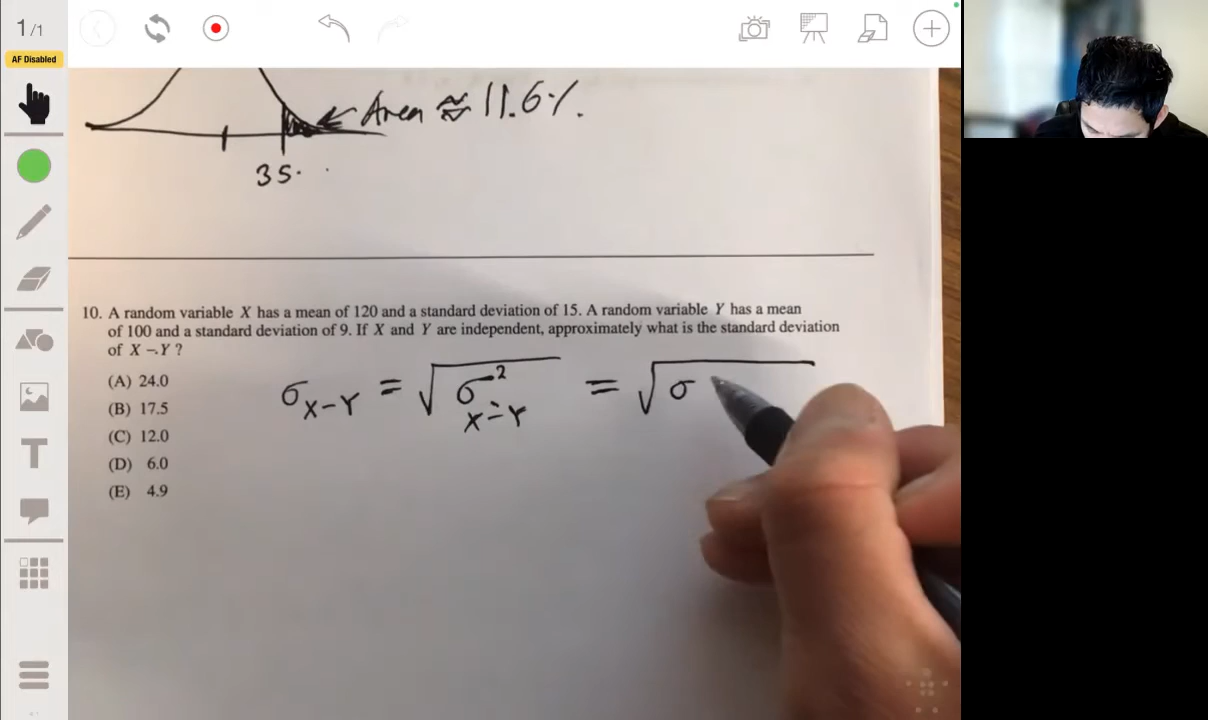 1/1
AF Disabled
T
← Area ≈ 11.6%.
35.
10. A random variable X has a mean of 120 and a standard deviation of 15. A random variable Y has a mean
of 100 and a standard deviation of 9. If X and Y are independent, approximately what is the standard deviation
of X – Y ?
(A) 24.0
(B) 17.5
(C) 12.0
(D) 6.0
(E) 4.9
σ X−Y = √σ² X−Y = √σ